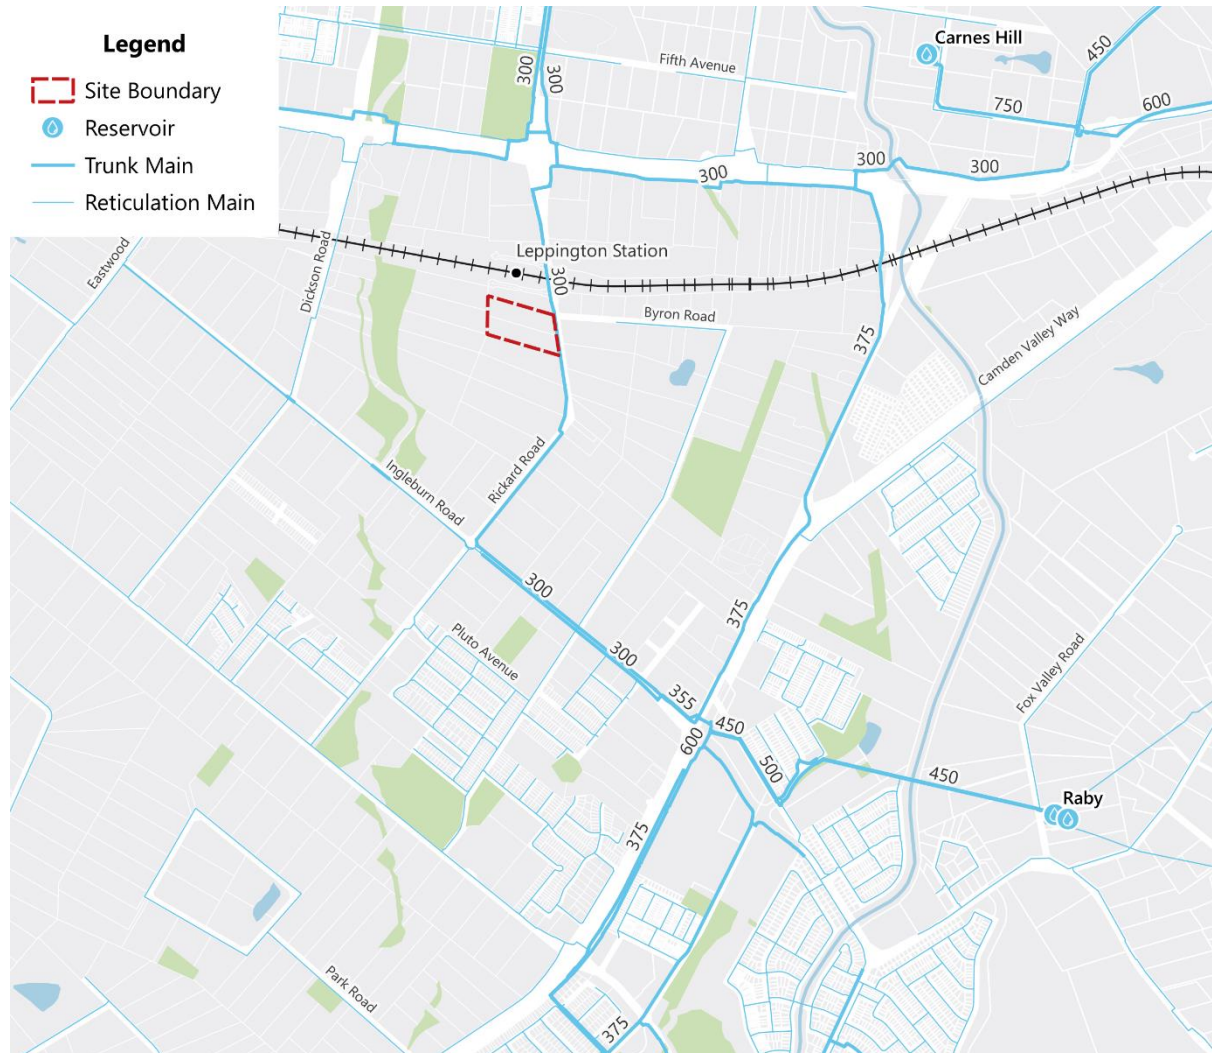 Legend
Site Boundary
Reservoir
Trunk Main
Reticulation Main
Carnes Hill
450
Fifth Avenue
300
300
750
600
300
300
300
Leppington Station
300
Eastwood
Dickson Road
Byron Road
375
Camden Valley Way
Rickard Road
Ingleburn Road
300
375
Pluto Avenue
300
355
450
600
500
450
Fox Valley Road
Raby
375
Park Road
375